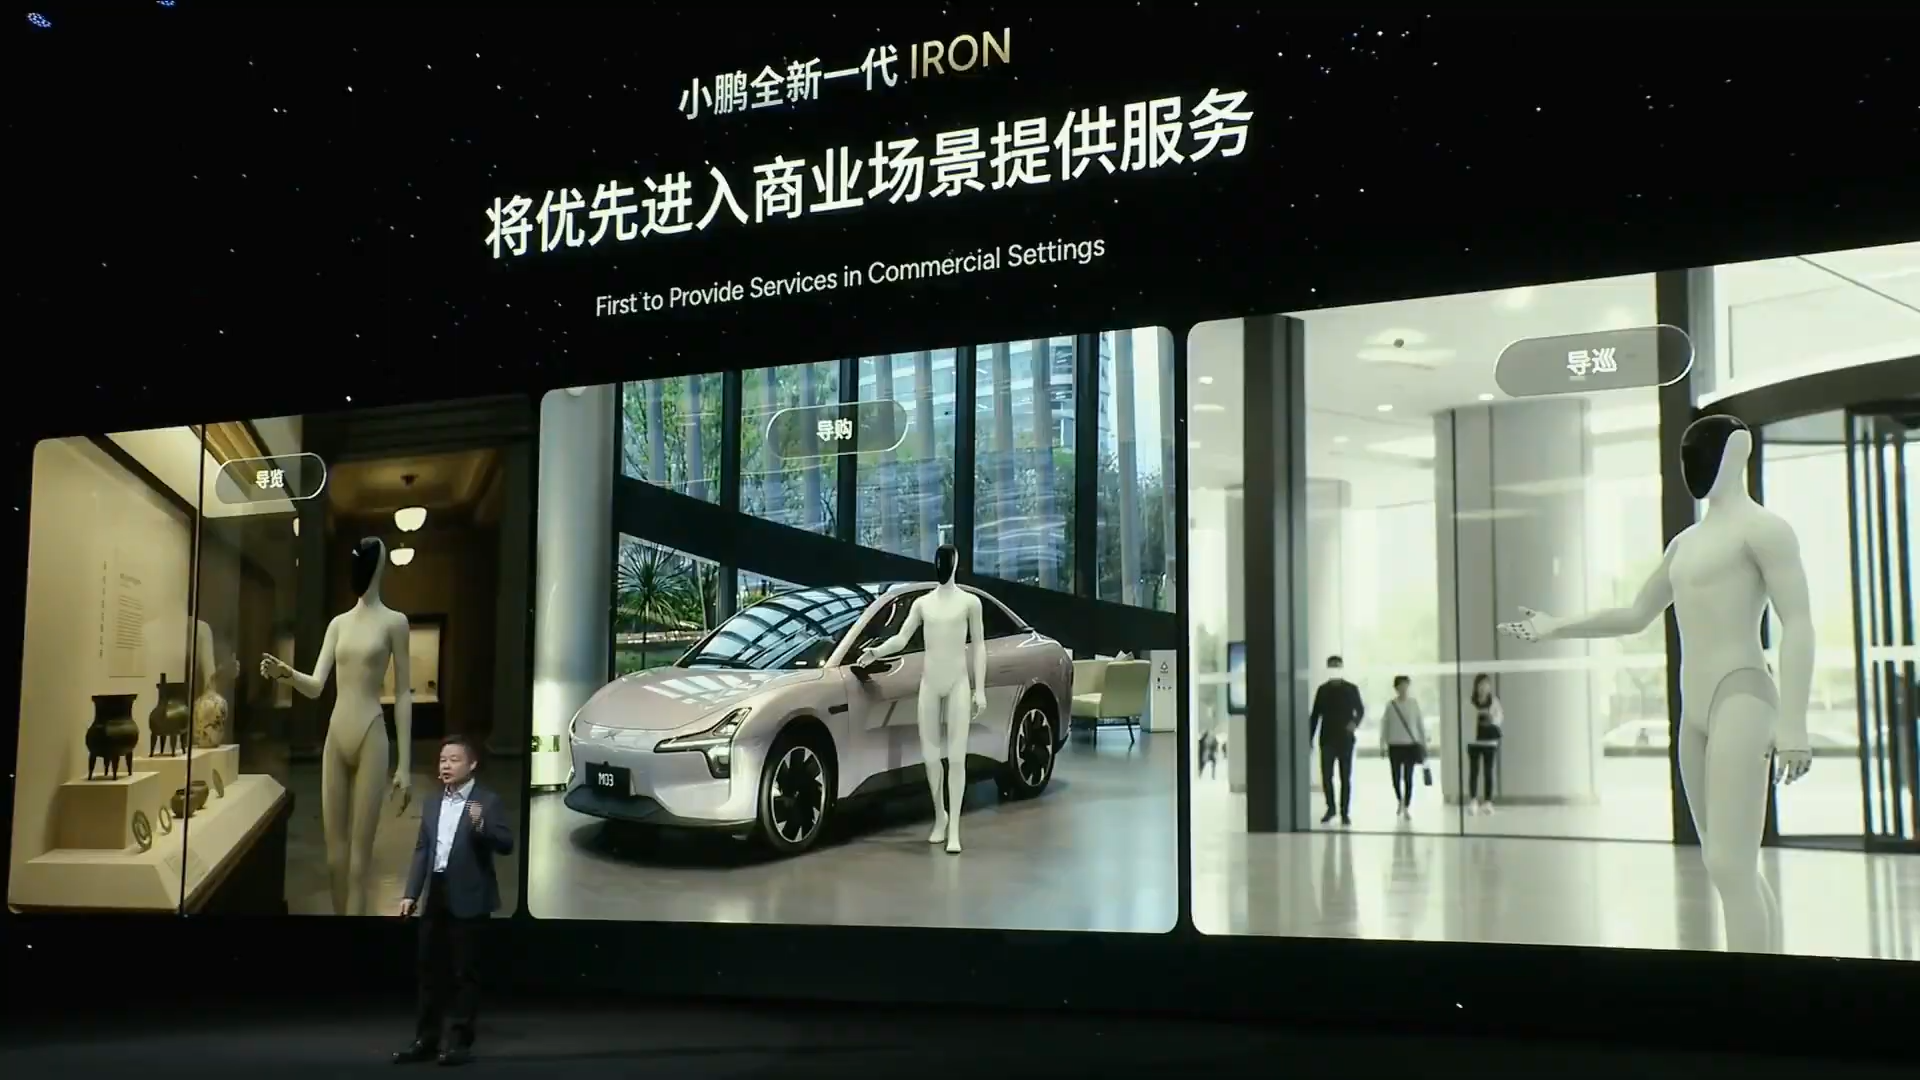 小鹏全新一代 IRON
将优先进入商业场景提供服务
First to Provide Services in Commercial Settings
导览
导购
导巡
M03